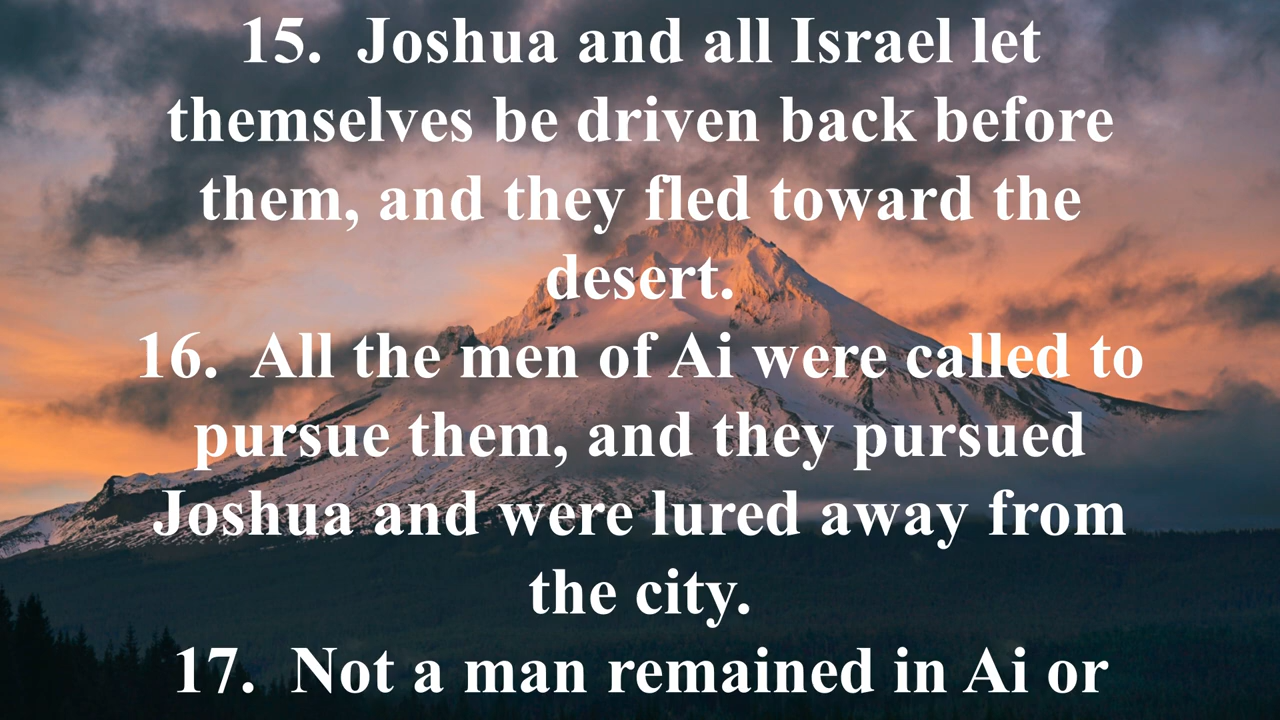 15.  Joshua and all Israel let
themselves be driven back before
them, and they fled toward the
desert.
16.  All the men of Ai were called to
pursue them, and they pursued
Joshua and were lured away from
the city.
17.  Not a man remained in Ai or